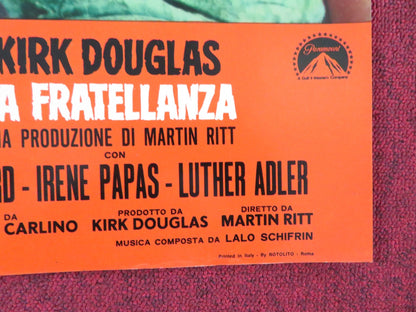 KIRK DOUGLAS
Paramount
A Gulf + Western Company
A FRATELLANZA
PRODUZIONE DI MARTIN RITT
CON
RD - IRENE PAPAS - LUTHER ADLER
DA
PRODOTTO DA
DIRETTO DA
CARLINO
KIRK DOUGLAS
MARTIN RITT
MUSICA COMPOSTA DA LALO SCHIFRIN
Printed in Italy - By ROTOLITO - Roma